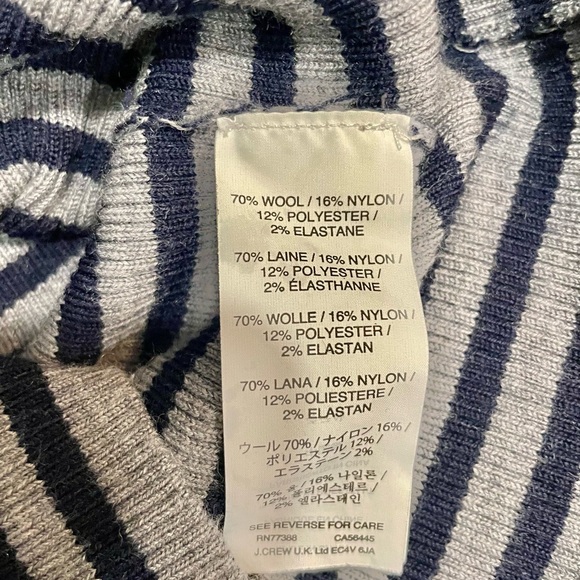 70% WOOL / 16% NYLON /
12% POLYESTER /
2% ELASTANE
70% LAINE / 16% NYLON /
12% POLYESTER /
2% ÉLASTHANNE
70% WOLLE / 16% NYLON /
12% POLYESTER /
2% ELASTAN
70% LANA / 16% NYLON /
12% POLIESTERE /
2% ELASTAN
ウール 70% / ナイロン 16% /
ポリエステル 12% /
エラスチーン 2%
70% 울 / 16% 나일론 /
12% 폴리에스테르 /
2% 엘라스테인
SEE REVERSE FOR CARE
RN77388 CA56445
J.CREW U.K. Ltd EC4V 6JA